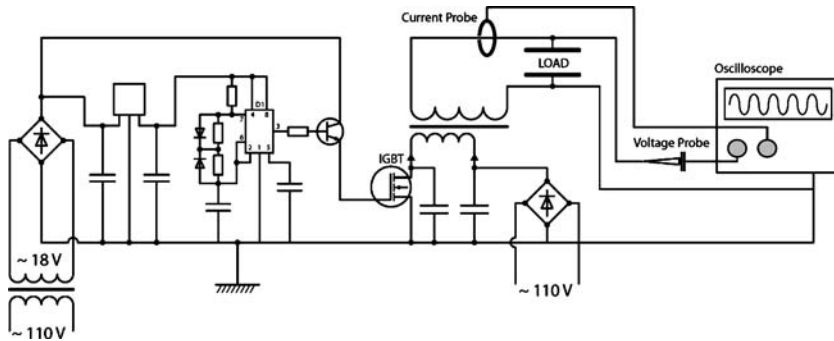 Current Probe
LOAD
Oscilloscope
Voltage Probe
D1
7
4
8
3
6
2
1
5
IGBT
~ 18 V
~ 110 V
~ 110 V